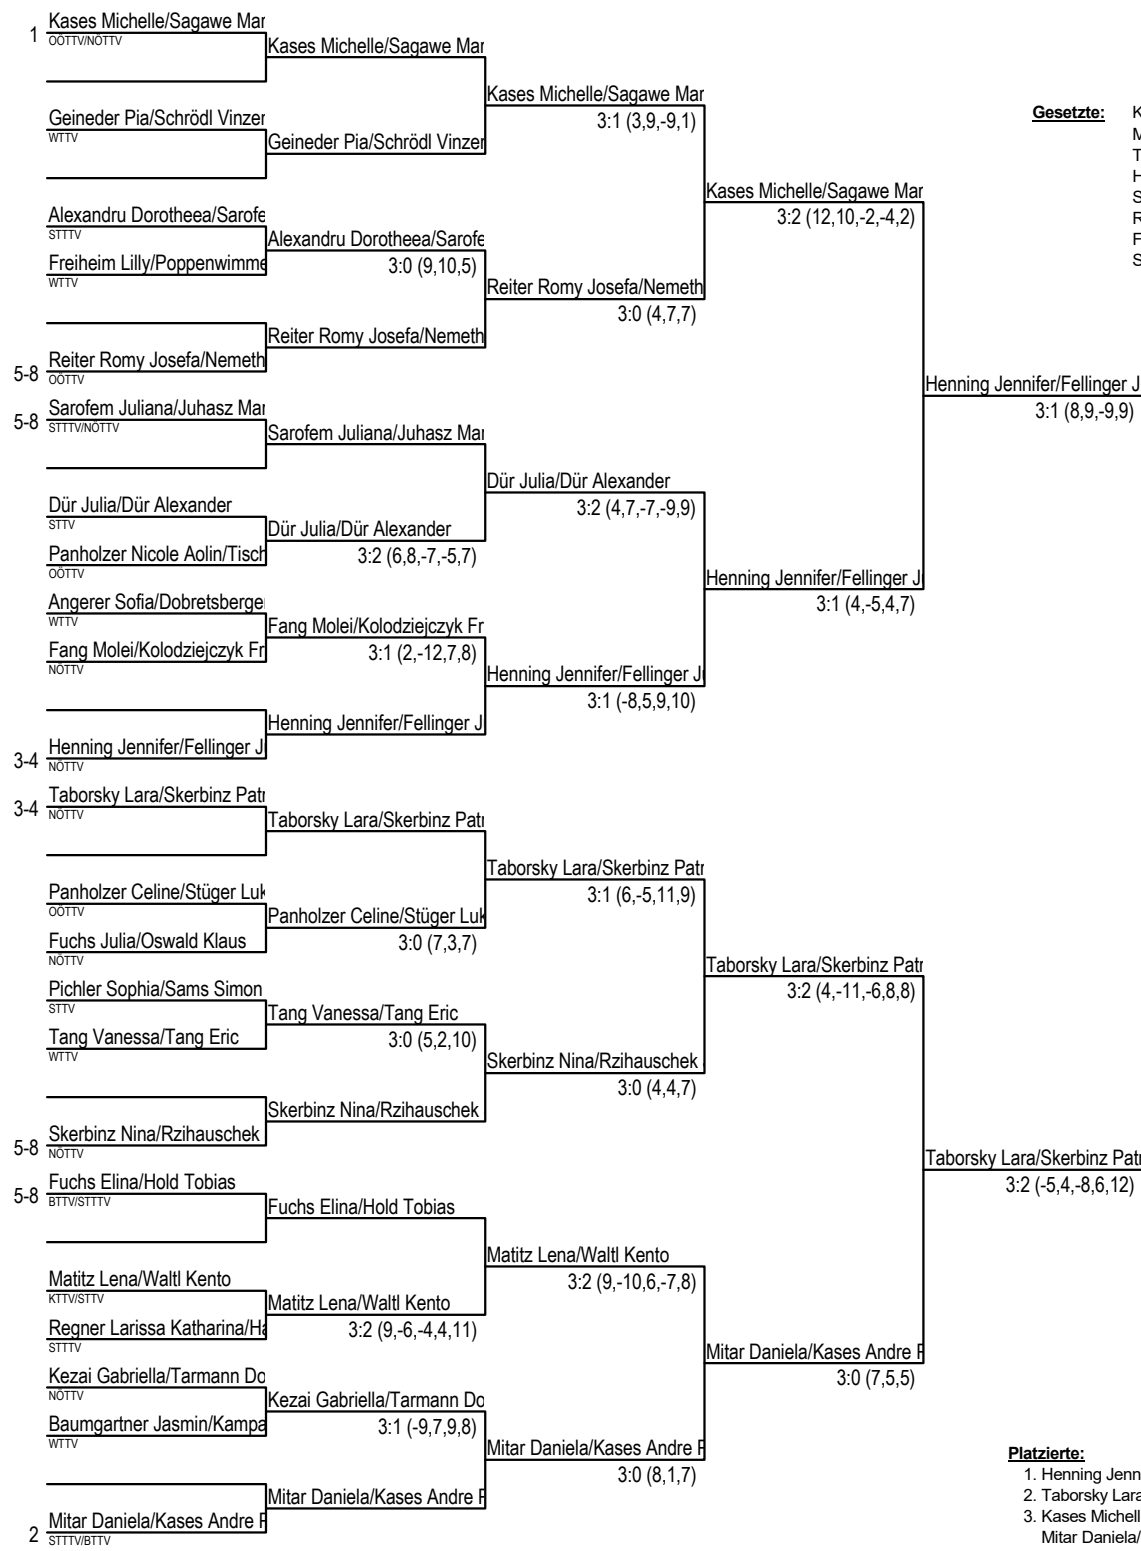 1 Kases Michelle/Sagawe Mar
OÖTTV/NÖTTV
Geineder Pia/Schrödl Vinzer
WTTV
Alexandru Dorotheea/Sarofe
STTTV
Freiheim Lilly/Poppenwimme
WTTV
5-8 Reiter Romy Josefa/Nemeth
OÖTTV
5-8 Sarofem Juliana/Juhasz Mar
STTTV/NÖTTV
Dür Julia/Dür Alexander
STTV
Panholzer Nicole Aolin/Tisch
OÖTTV
Angerer Sofia/Dobretsberge
WTTV
Fang Molei/Kolodziejczyk Fr
NÖTTV
3-4 Henning Jennifer/Fellinger J
NÖTTV
3-4 Taborsky Lara/Skerbinz Patr
NÖTTV
Panholzer Celine/Stüger Luk
OÖTTV
Fuchs Julia/Oswald Klaus
NÖTTV
Pichler Sophia/Sams Simon
STTV
Tang Vanessa/Tang Eric
WTTV
5-8 Skerbinz Nina/Rzihauschek
NÖTTV
5-8 Fuchs Elina/Hold Tobias
BTTV/STTTV
Matitz Lena/Waltl Kento
KTTV/STTV
Regner Larissa Katharina/Ha
STTTV
Kezai Gabriella/Tarmann Do
NÖTTV
Baumgartner Jasmin/Kampa
WTTV
2 Mitar Daniela/Kases Andre F
STTTV/BTTV
Kases Michelle/Sagawe Mar
Geineder Pia/Schrödl Vinzer
Alexandru Dorotheea/Sarofe
3:0 (9,10,5)
Reiter Romy Josefa/Nemeth
Sarofem Juliana/Juhasz Mar
Dür Julia/Dür Alexander
3:2 (6,8,-7,-5,7)
Fang Molei/Kolodziejczyk Fr
3:1 (2,-12,7,8)
Henning Jennifer/Fellinger J
Taborsky Lara/Skerbinz Patr
Panholzer Celine/Stüger Luk
3:0 (7,3,7)
Tang Vanessa/Tang Eric
3:0 (5,2,10)
Skerbinz Nina/Rzihauschek
Fuchs Elina/Hold Tobias
Matitz Lena/Waltl Kento
3:2 (9,-6,-4,4,11)
Kezai Gabriella/Tarmann Do
3:1 (-9,7,9,8)
Mitar Daniela/Kases Andre F
Kases Michelle/Sagawe Mar
3:1 (3,9,-9,1)
Reiter Romy Josefa/Nemeth
3:0 (4,7,7)
Dür Julia/Dür Alexander
3:2 (4,7,-7,-9,9)
Henning Jennifer/Fellinger J
3:1 (-8,5,9,10)
Taborsky Lara/Skerbinz Patr
3:1 (6,-5,11,9)
Skerbinz Nina/Rzihauschek
3:0 (4,4,7)
Matitz Lena/Waltl Kento
3:2 (9,-10,6,-7,8)
Mitar Daniela/Kases Andre F
3:0 (8,1,7)
Kases Michelle/Sagawe Mar
3:2 (12,10,-2,-4,2)
Henning Jennifer/Fellinger J
3:1 (4,-5,4,7)
Taborsky Lara/Skerbinz Patr
3:2 (4,-11,-6,8,8)
Mitar Daniela/Kases Andre F
3:0 (7,5,5)
Henning Jennifer/Fellinger J
3:1 (8,9,-9,9)
Taborsky Lara/Skerbinz Patr
3:2 (-5,4,-8,6,12)
Gesetzte: K
M
T
H
S
R
F
S
Platzierte:
1. Henning Jenn
2. Taborsky Lara
3. Kases Michell
Mitar Daniela/